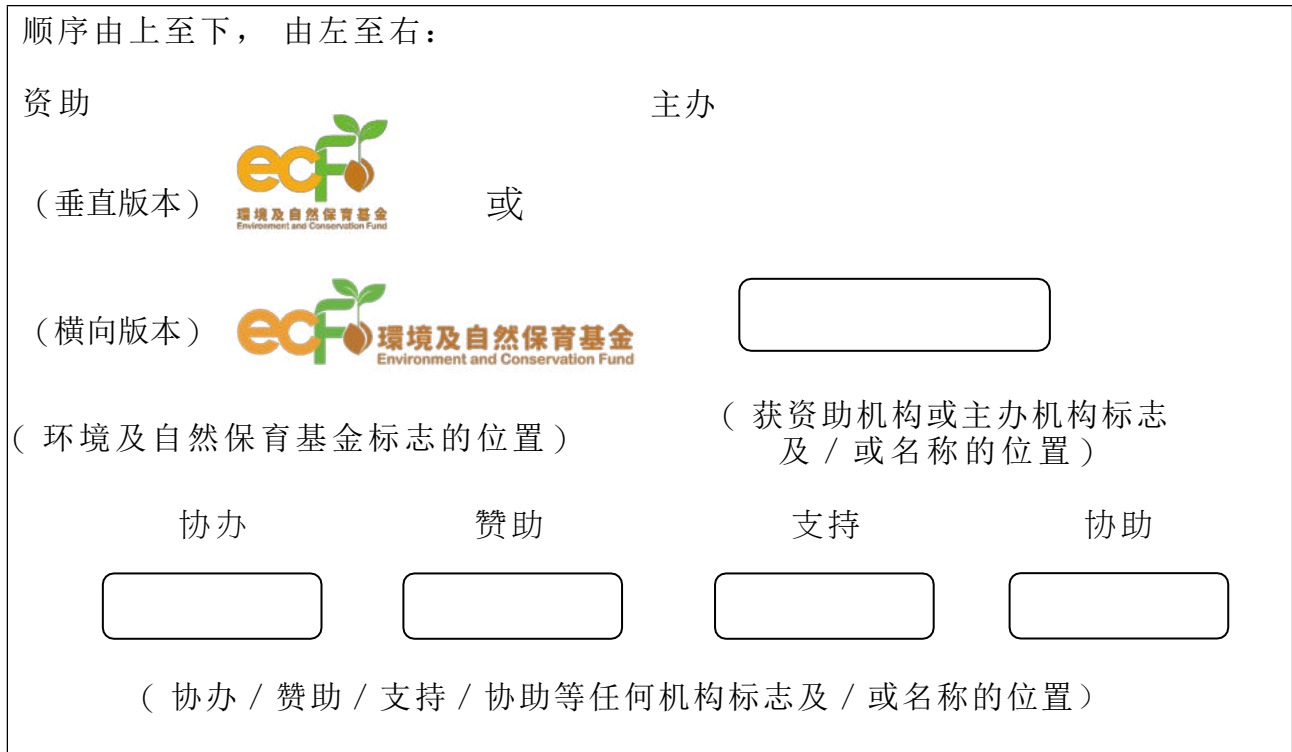 顺序由上至下， 由左至右：
资助 主办
（垂直版本） ecf 或
環境及自然保育基金
Environment and Conservation Fund
（横向版本） ecf 環境及自然保育基金
Environment and Conservation Fund
（ 环境及自然保育基金标志的位置）
（ 获资助机构或主办机构标志
及 / 或名称的位置 ）
协办 赞助 支持 协助
（ 协办 / 赞助 / 支持 / 协助等任何机构标志及 / 或名称的位置）